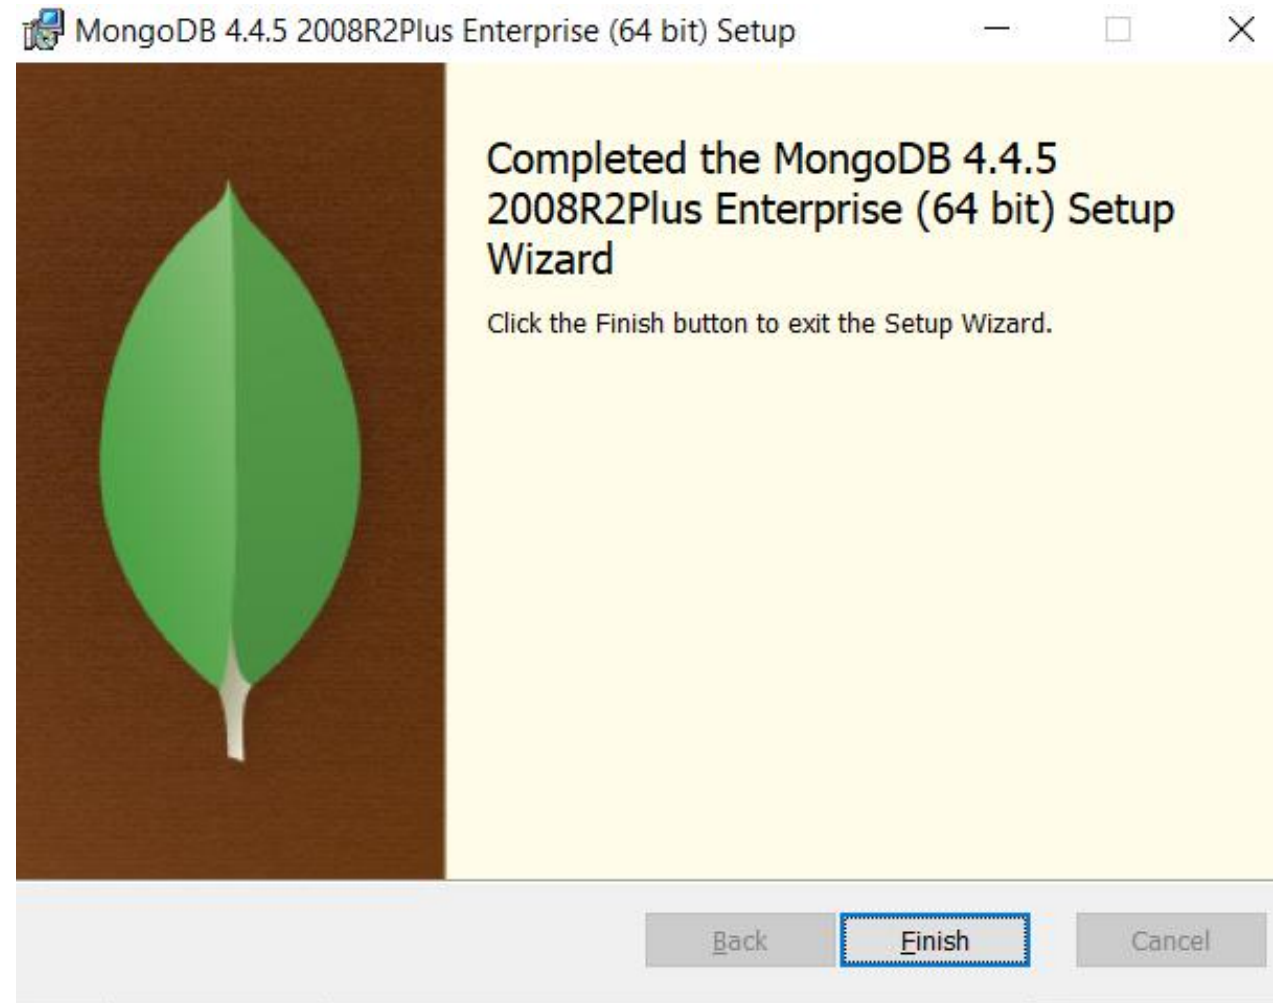 MongoDB 4.4.5 2008R2Plus Enterprise (64 bit) Setup
Completed the MongoDB 4.4.5
2008R2Plus Enterprise (64 bit) Setup
Wizard
Click the Finish button to exit the Setup Wizard.
Back
Finish
Cancel